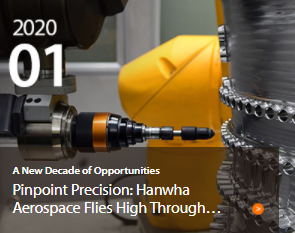 2020
01
A New Decade of Opportunities
Pinpoint Precision: Hanwha
Aerospace Flies High Through…